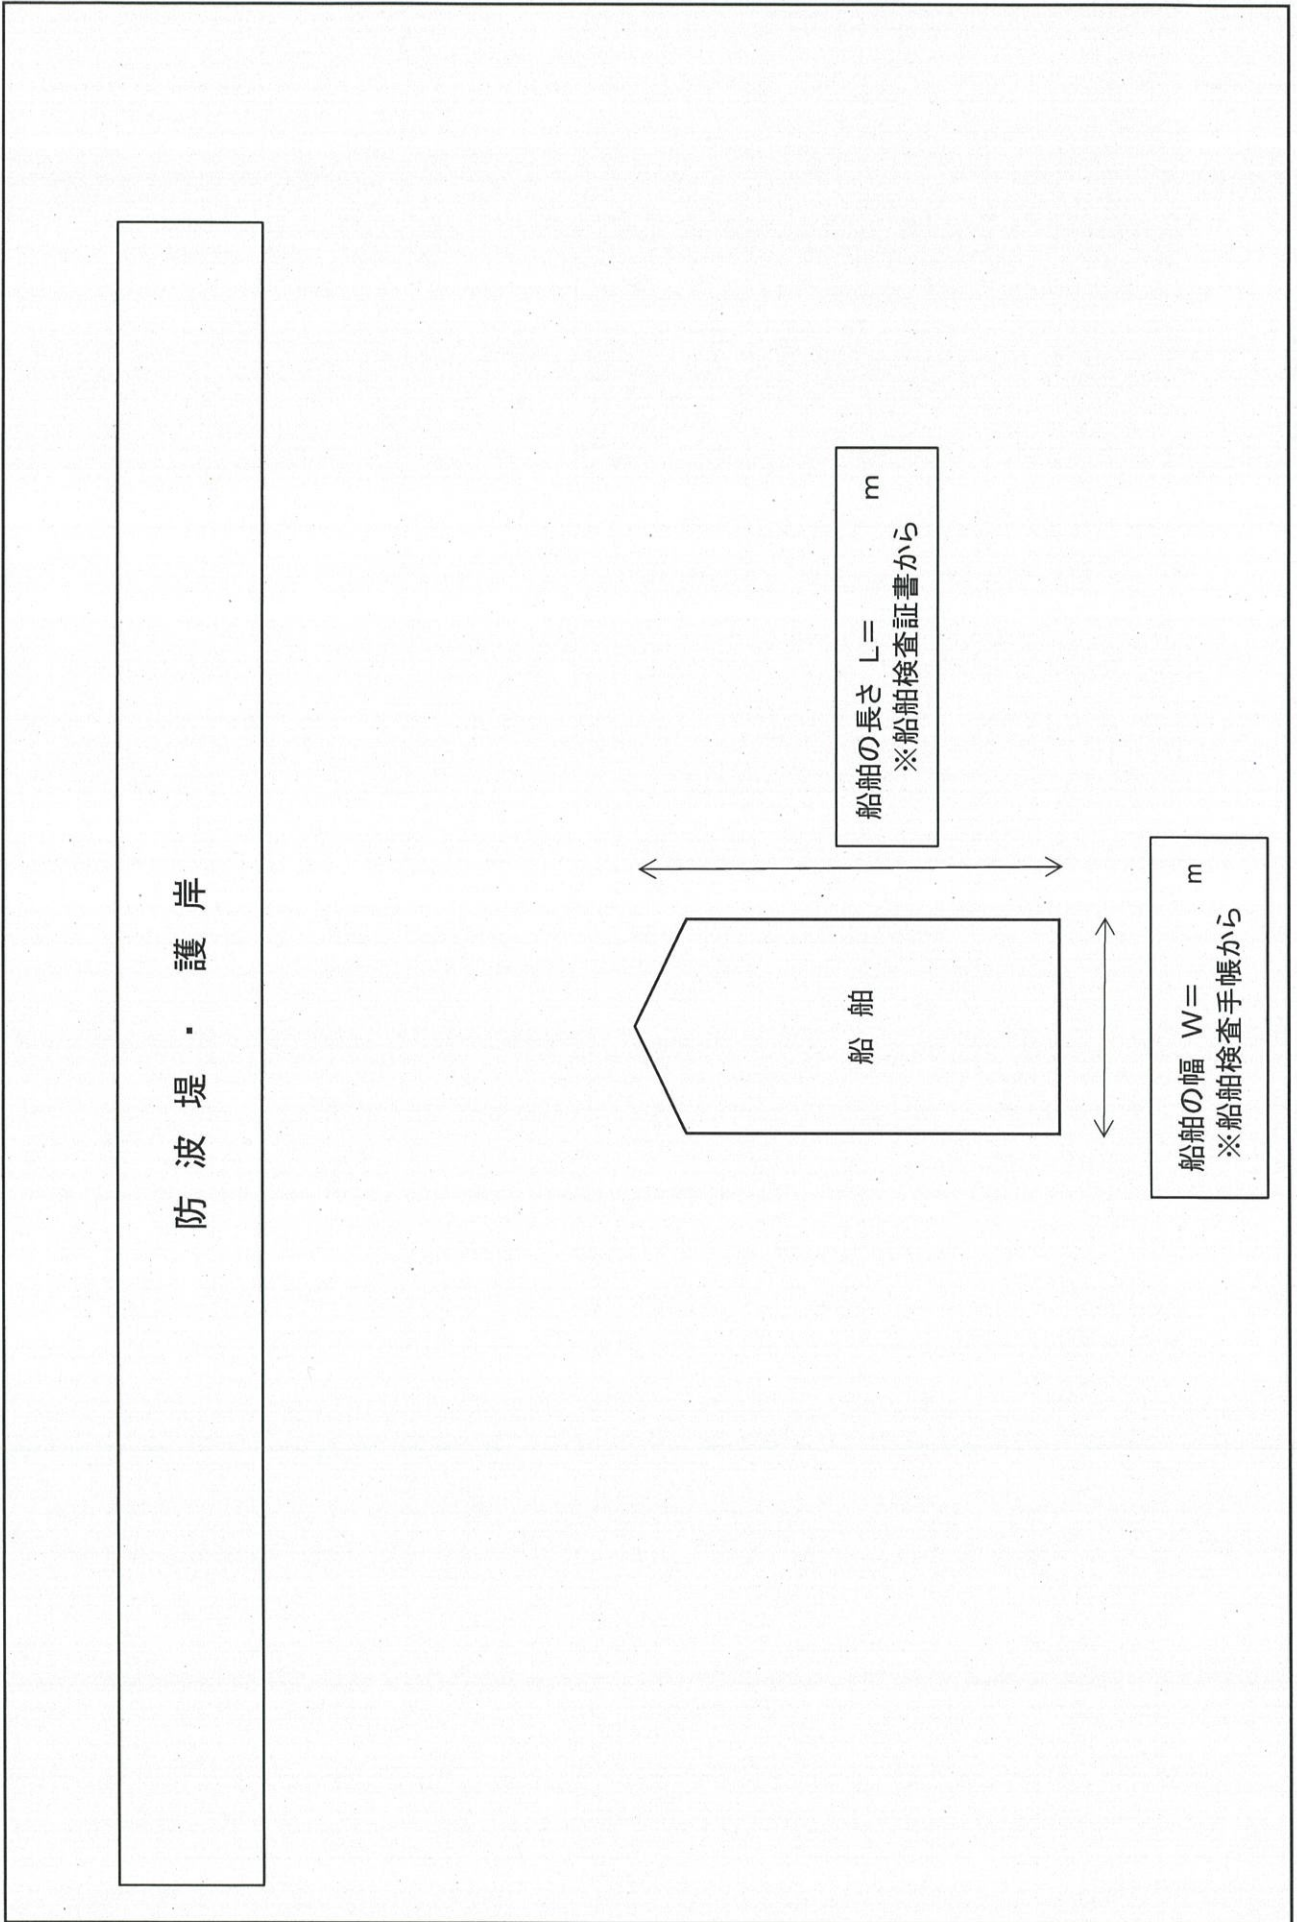 防波堤・護岸
船舶
船舶の長さ L= m
※船舶検査証書から
船舶の幅 W= m
※船舶検査手帳から